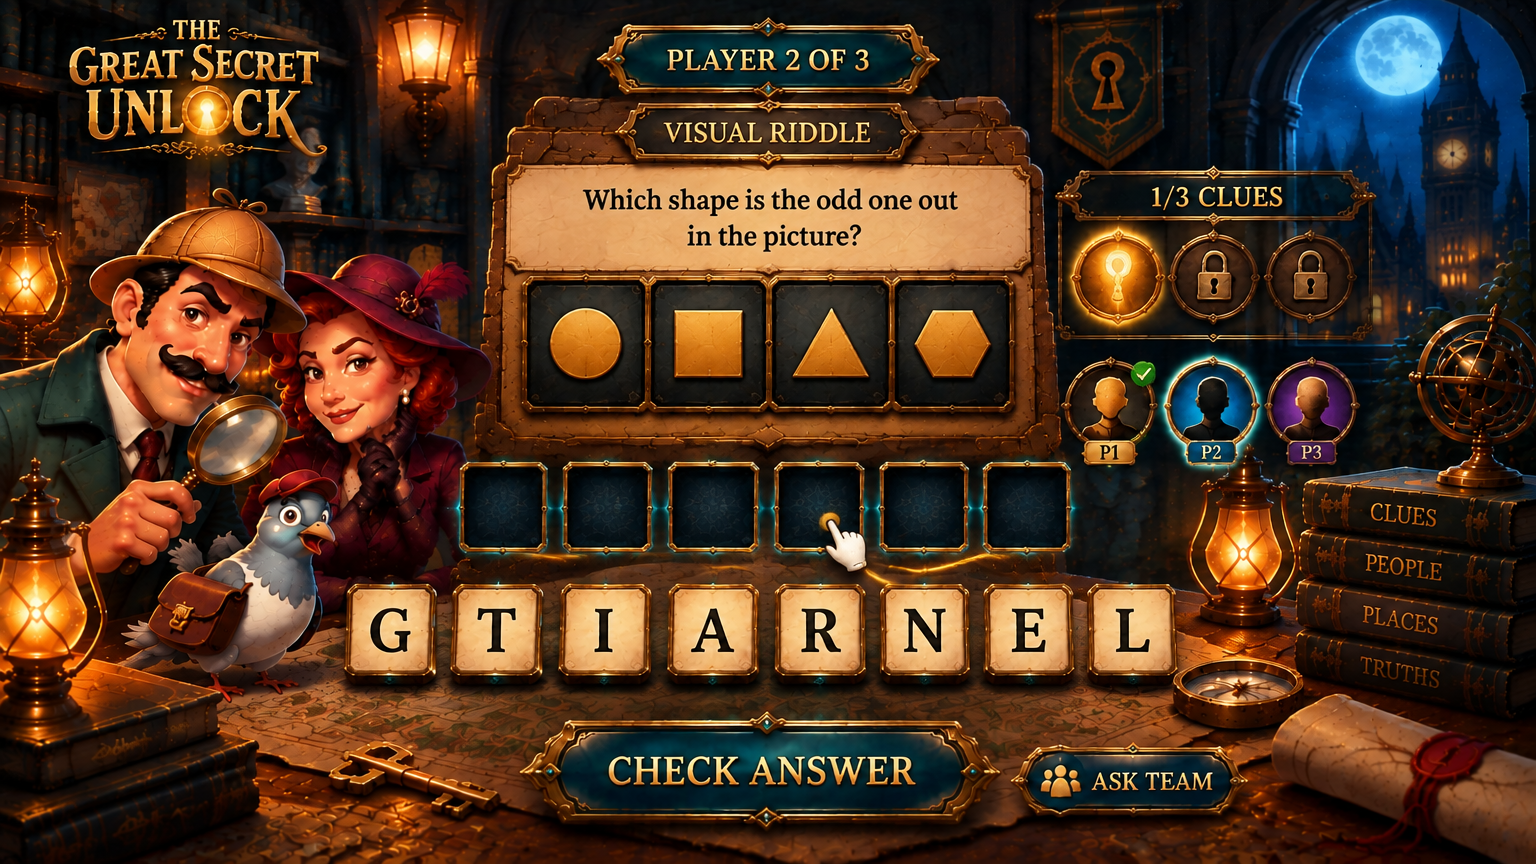 THE
GREAT SECRET
UNLOCK
PLAYER 2 OF 3
VISUAL RIDDLE
Which shape is the odd one out
in the picture?
1/3 CLUES
P1
P2
P3
G
T
I
A
R
N
E
L
CLUES
PEOPLE
PLACES
TRUTHS
CHECK ANSWER
ASK TEAM